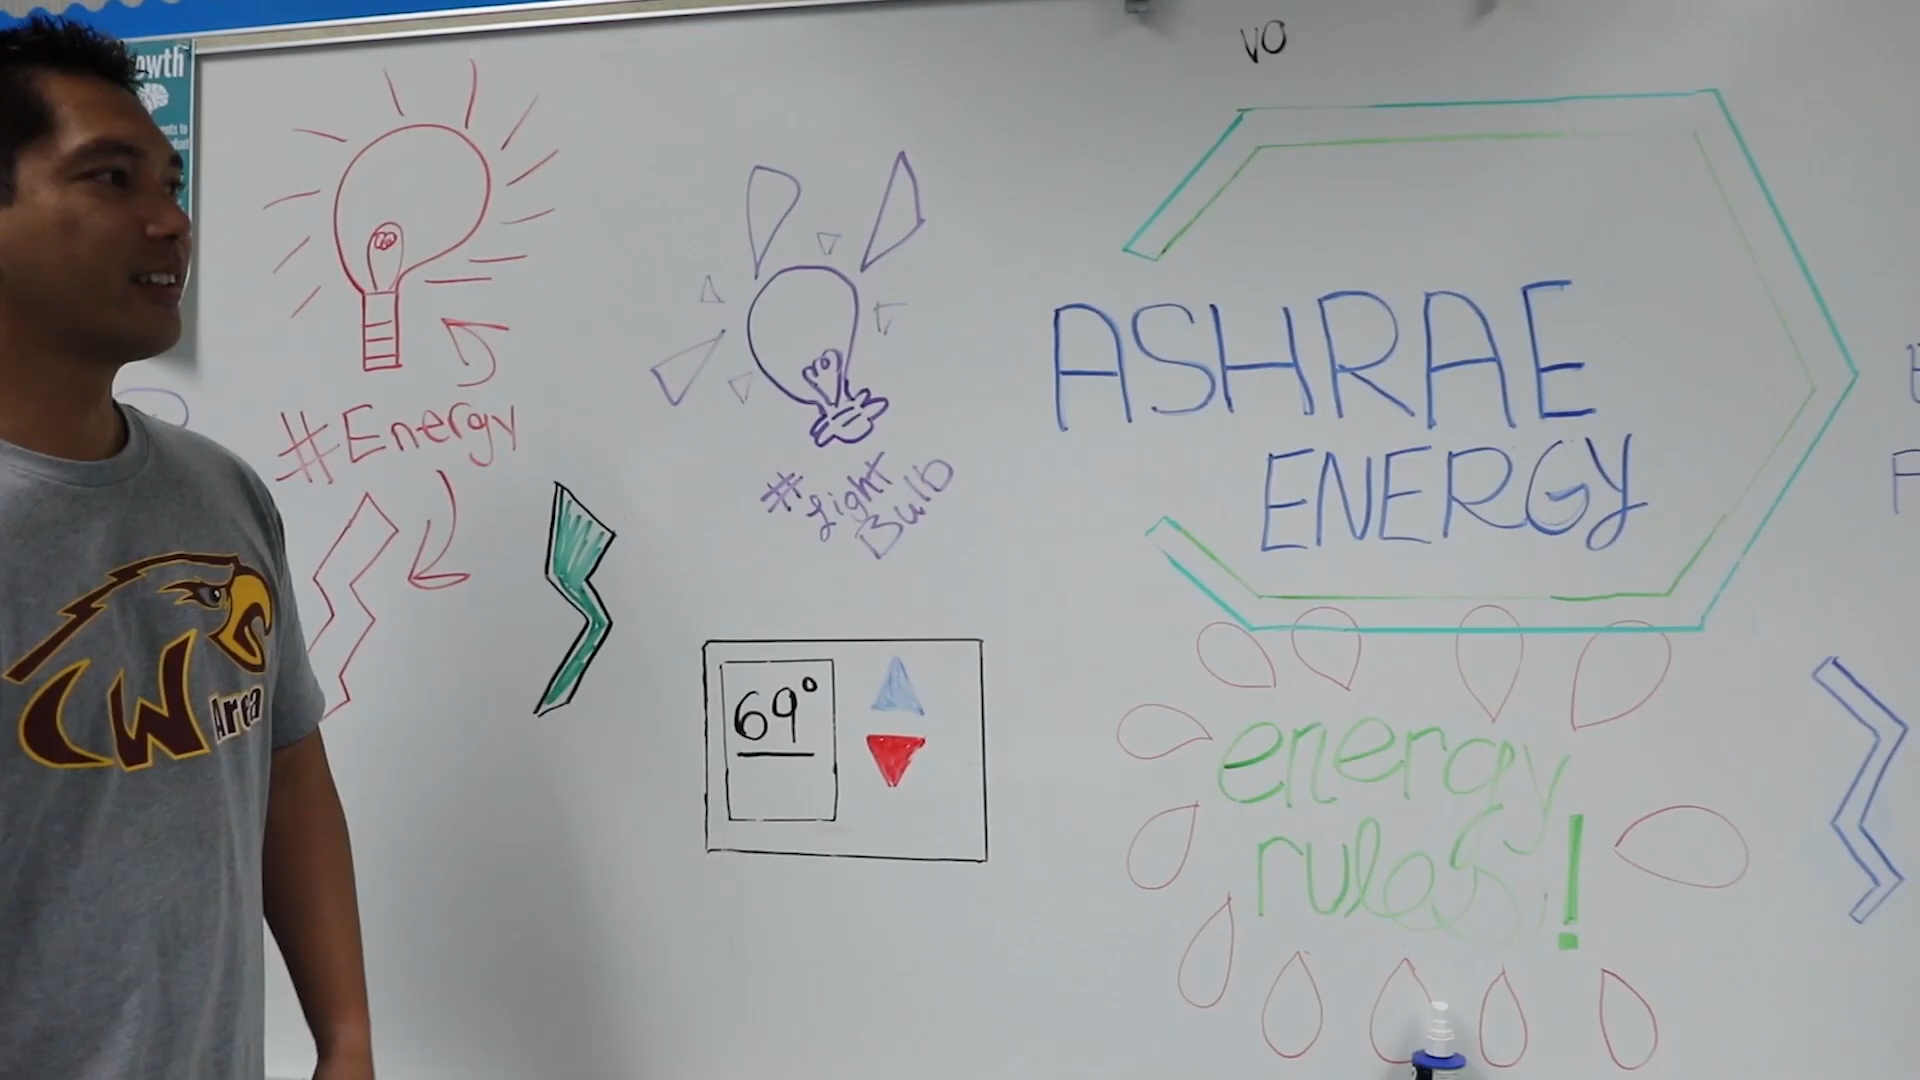 VO
#Energy
#Light
Bulb
ASHRAE
ENERGY
69°
energy
rules!
W
Area